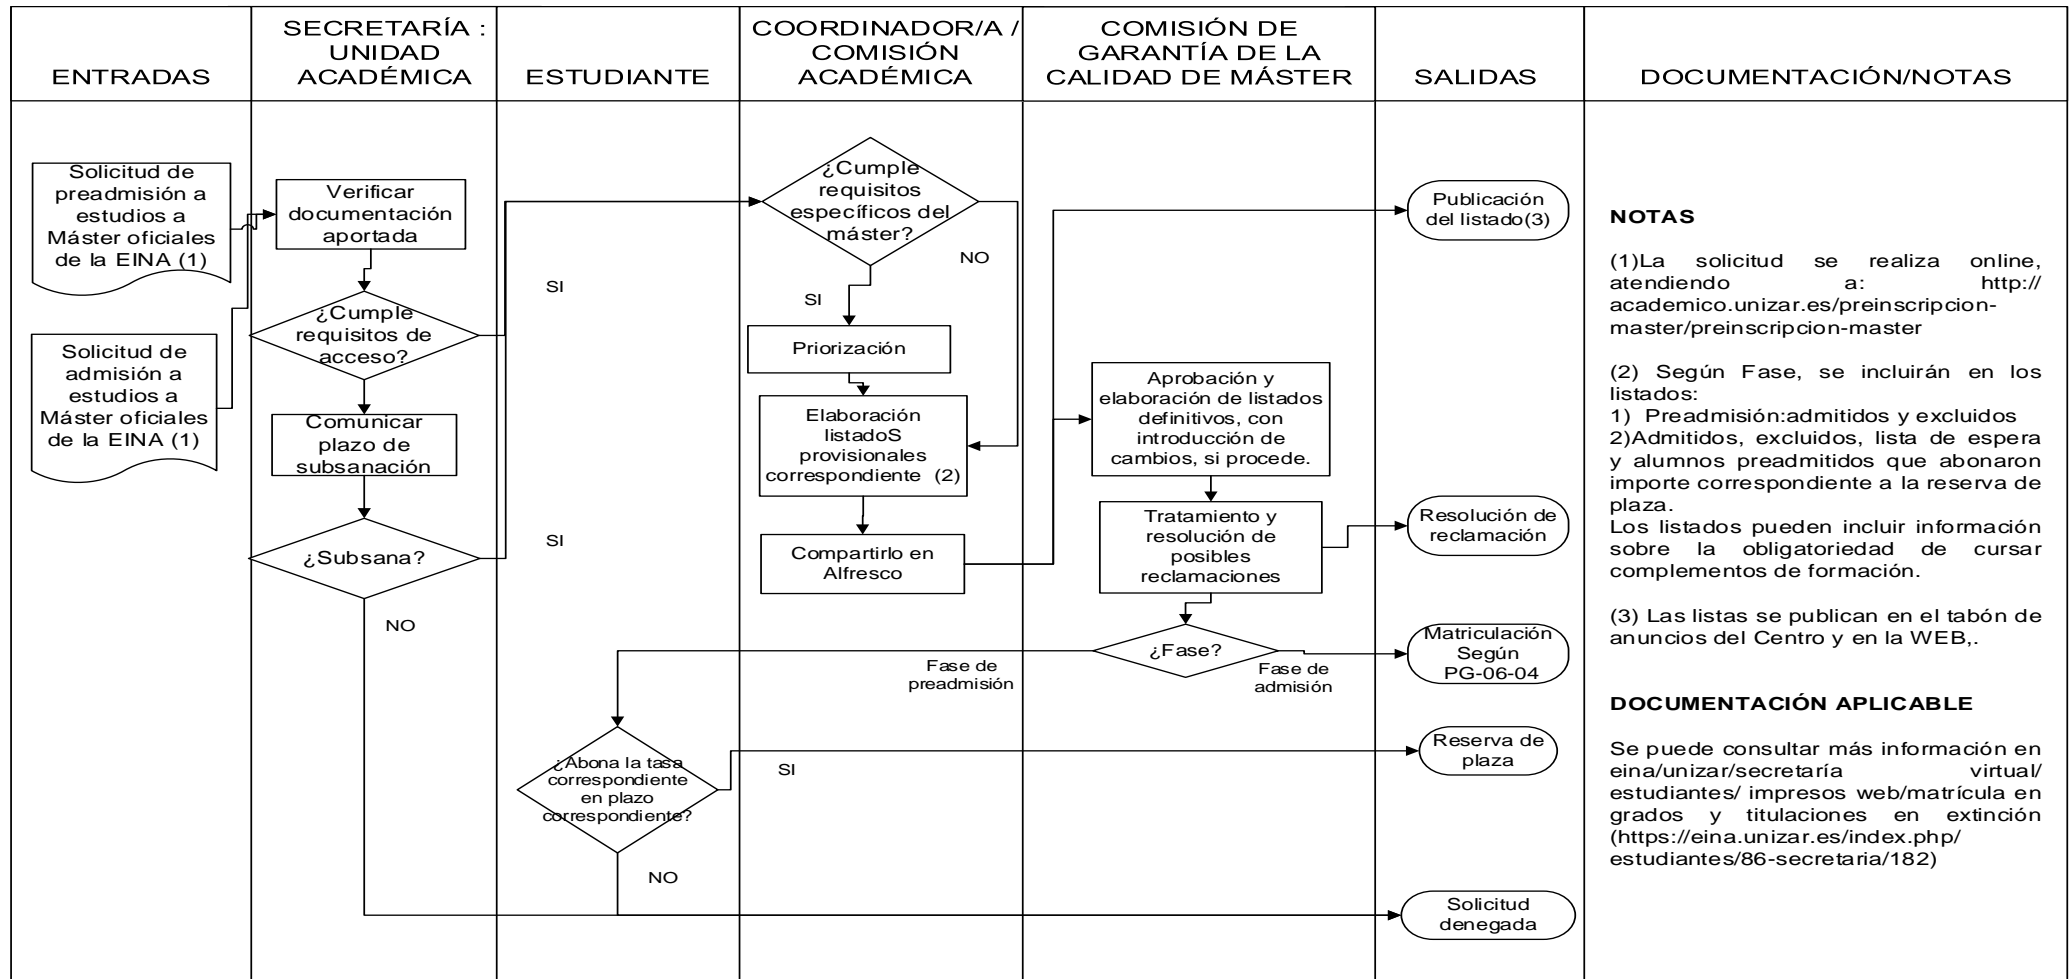 ENTRADAS
SECRETARÍA :
UNIDAD
ACADÉMICA
ESTUDIANTE
COORDINADOR/A /
COMISIÓN
ACADÉMICA
COMISIÓN DE
GARANTÍA DE LA
CALIDAD DE MÁSTER
SALIDAS
DOCUMENTACIÓN/NOTAS
Solicitud de
preadmisión a
estudios a
Máster oficiales
de la EINA (1)
Solicitud de
admisión a
estudios a
Máster oficiales
de la EINA (1)
Verificar
documentación
aportada
¿Cumple
requisitos de
acceso?
SI
Comunicar
plazo de
subsanación
¿Subsana?
SI
NO
¿Cumple
requisitos
específicos del
máster?
NO
SI
Priorización
Elaboración
listadoS
provisionales
correspondiente (2)
Compartirlo en
Alfresco
Aprobación y
elaboración de listados
definitivos, con
introducción de
cambios, si procede.
Tratamiento y
resolución de
posibles
reclamaciones
¿Fase?
Fase de
preadmisión
Fase de
admisión
¿Abona la tasa
correspondiente
en plazo
correspondiente?
SI
NO
Publicación
del listado(3)
Resolución de
reclamación
Matriculación
Según
PG-06-04
Reserva de
plaza
Solicitud
denegada
NOTAS
(1)La solicitud se realiza online,
atendiendo a: http://
academico.unizar.es/preinscripcion-
master/preinscripcion-master
(2) Según Fase, se incluirán en los
listados:
1) Preadmisión:admitidos y excluidos
2)Admitidos, excluidos, lista de espera
y alumnos preadmitidos que abonaron
importe correspondiente a la reserva de
plaza.
Los listados pueden incluir información
sobre la obligatoriedad de cursar
complementos de formación.
(3) Las listas se publican en el tabón de
anuncios del Centro y en la WEB,.
DOCUMENTACIÓN APLICABLE
Se puede consultar más información en
eina/unizar/secretaría virtual/
estudiantes/ impresos web/matrícula en
grados y titulaciones en extinción
(https://eina.unizar.es/index.php/
estudiantes/86-secretaria/182)